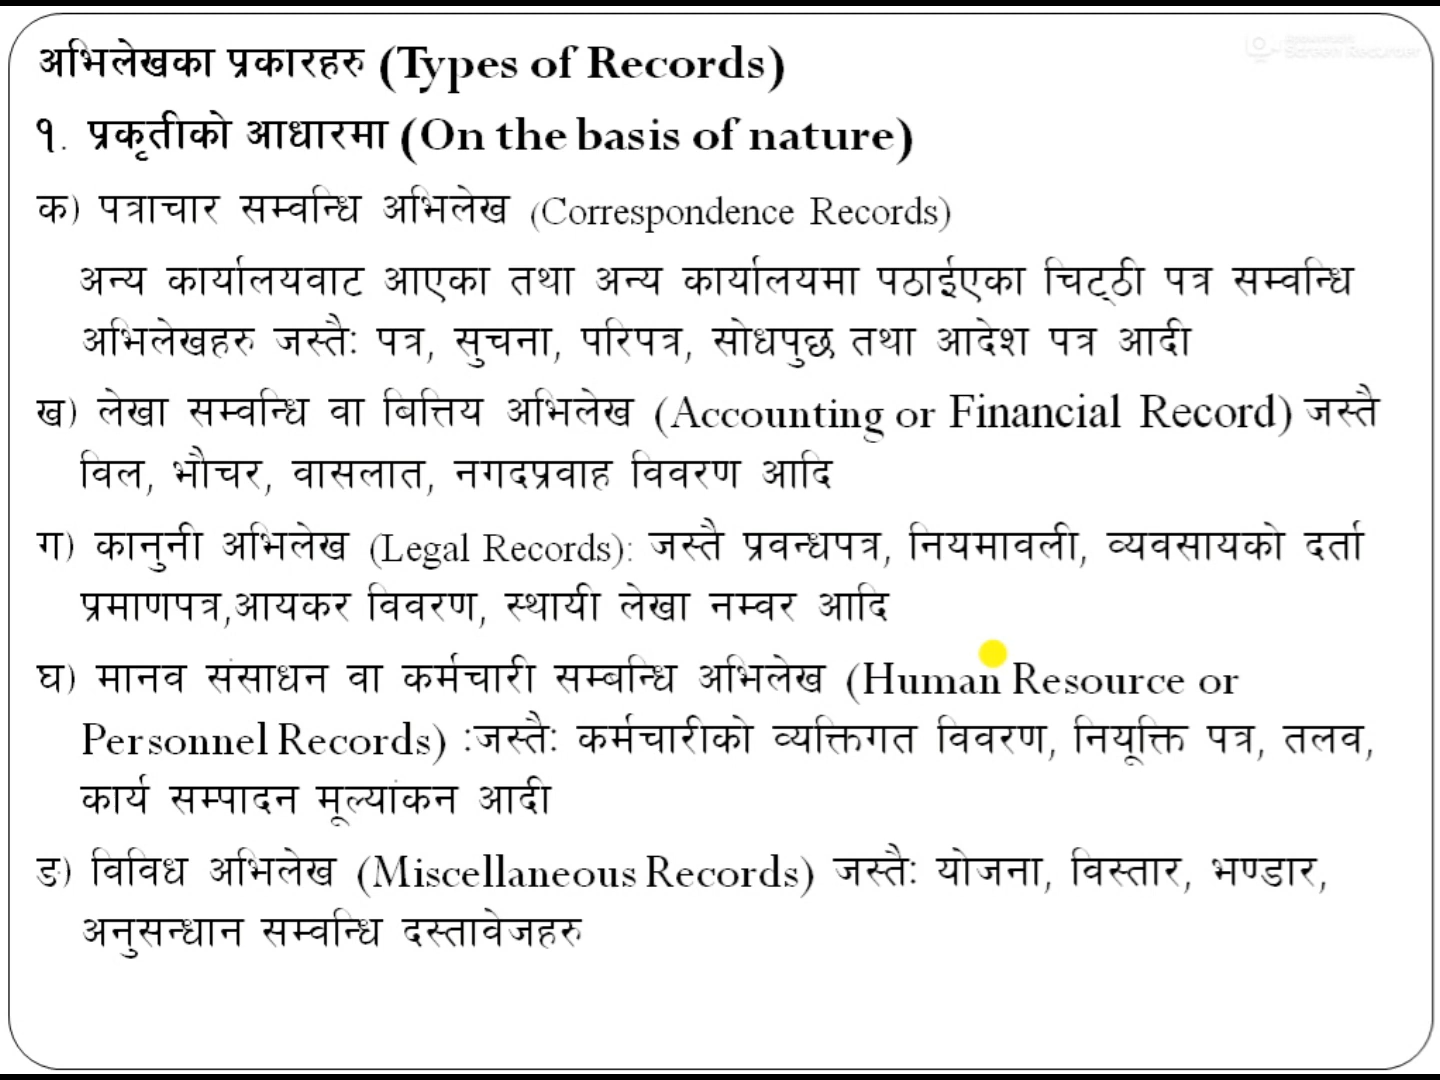 अभिलेखका प्रकारहरु (Types of Records)
१. प्रकृतीको आधारमा (On the basis of nature)
क) पत्राचार सम्वन्धि अभिलेख (Correspondence Records)
अन्य कार्यालयवाट आएका तथा अन्य कार्यालयमा पठाईएका चिट्ठी पत्र सम्वन्धि
अभिलेखहरु जस्तैः पत्र, सुचना, परिपत्र, सोधपुछ तथा आदेश पत्र आदी
ख) लेखा सम्वन्धि वा बित्तिय अभिलेख (Accounting or Financial Record) जस्तै
विल, भौचर, वासलात, नगदप्रवाह विवरण आदि
ग) कानुनी अभिलेख (Legal Records): जस्तै प्रवन्धपत्र, नियमावली, व्यवसायको दर्ता
प्रमाणपत्र,आयकर विवरण, स्थायी लेखा नम्वर आदि
घ) मानव संसाधन वा कर्मचारी सम्बन्धि अभिलेख (Human Resource or
Personnel Records) :जस्तैः कर्मचारीको व्यक्तिगत विवरण, नियूक्ति पत्र, तलव,
कार्य सम्पादन मूल्यांकन आदी
ङ) विविध अभिलेख (Miscellaneous Records) जस्तैः योजना, विस्तार, भण्डार,
अनुसन्धान सम्वन्धि दस्तावेजहरु
Screen Recorder